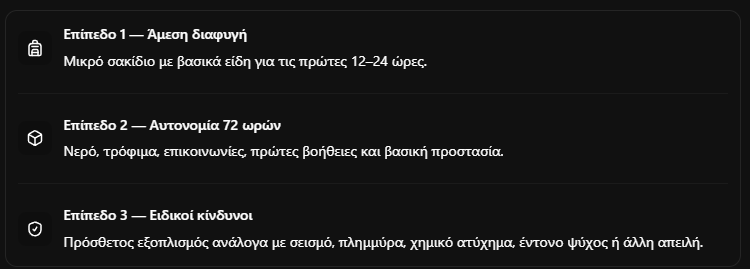 Επίπεδο 1 — Άμεση διαφυγή
Μικρό σακίδιο με βασικά είδη για τις πρώτες 12–24 ώρες.
Επίπεδο 2 — Αυτονομία 72 ωρών
Νερό, τρόφιμα, επικοινωνίες, πρώτες βοήθειες και βασική προστασία.
Επίπεδο 3 — Ειδικοί κίνδυνοι
Πρόσθετος εξοπλισμός ανάλογα με σεισμό, πλημμύρα, χημικό ατύχημα, έντονο ψύχος ή άλλη απειλή.